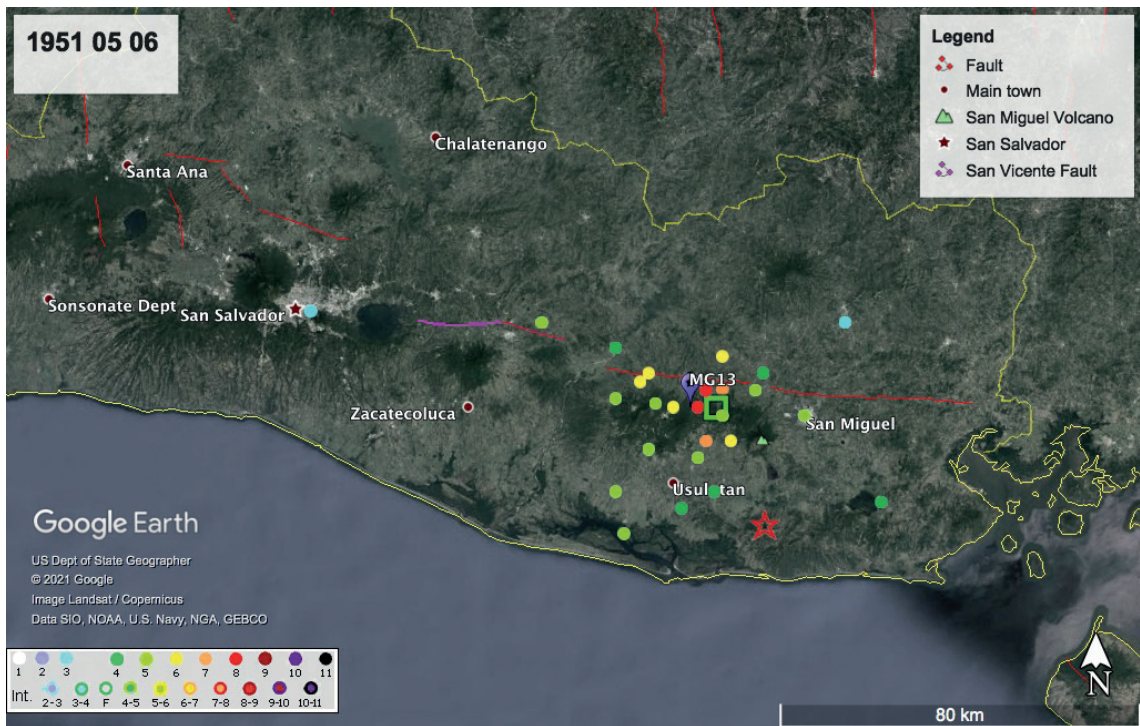 1951 05 06
Legend
Fault
Main town
San Miguel Volcano
San Salvador
San Vicente Fault
Chalatenango
Santa Ana
Sonsonate Dept
San Salvador
MG13
Zacatecoluca
San Miguel
Usulutan
Google Earth
US Dept of State Geographer
© 2021 Google
Image Landsat / Copernicus
Data SIO, NOAA, U.S. Navy, NGA, GEBCO
1 2 3 4 5 6 7 8 9 10 11
Int. 2-3 3-4 F 4-5 5-6 6-7 7-8 8-9 9-10 10-11
N
80 km